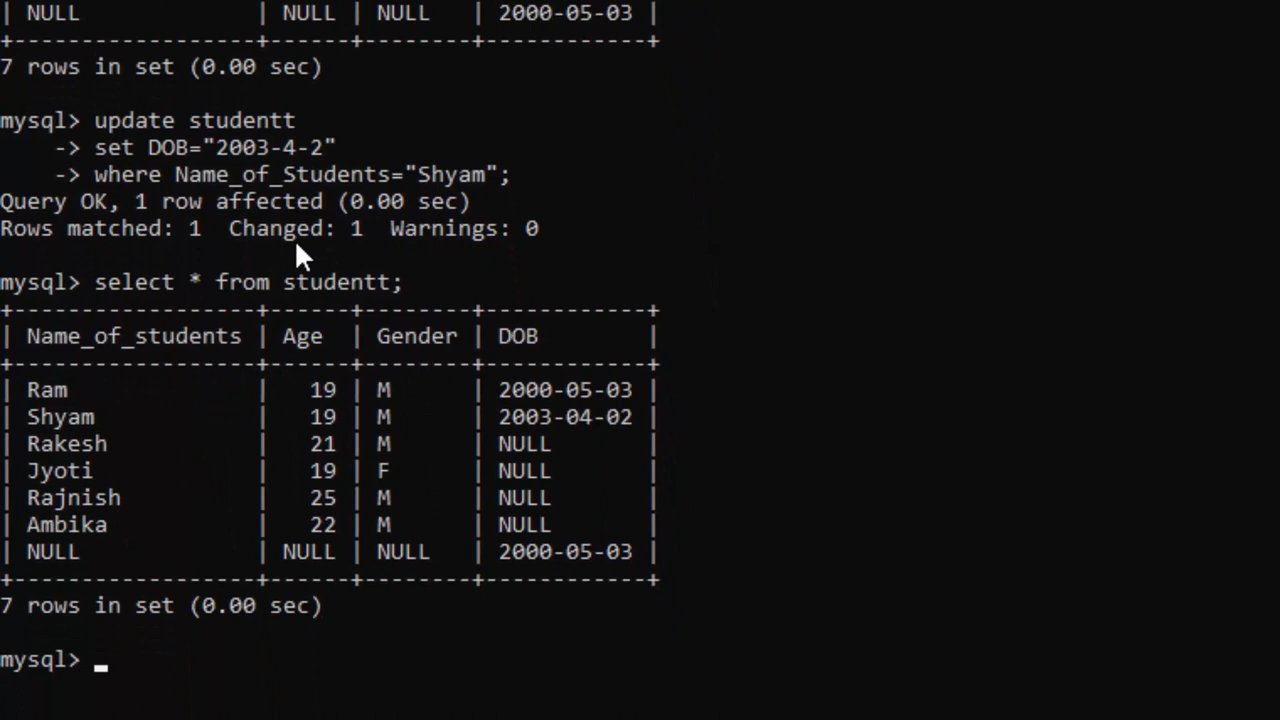 | NULL             | NULL | NULL   | 2000-05-03 |
+------------------+------+--------+------------+
7 rows in set (0.00 sec)
mysql> update studentt
    -> set DOB="2003-4-2"
    -> where Name_of_Students="Shyam";
Query OK, 1 row affected (0.00 sec)
Rows matched: 1  Changed: 1  Warnings: 0
mysql> select * from studentt;
+------------------+------+--------+------------+
| Name_of_students | Age  | Gender | DOB        |
+------------------+------+--------+------------+
| Ram              |   19 | M      | 2000-05-03 |
| Shyam            |   19 | M      | 2003-04-02 |
| Rakesh           |   21 | M      | NULL       |
| Jyoti            |   19 | F      | NULL       |
| Rajnish          |   25 | M      | NULL       |
| Ambika           |   22 | M      | NULL       |
| NULL             | NULL | NULL   | 2000-05-03 |
+------------------+------+--------+------------+
7 rows in set (0.00 sec)
mysql>